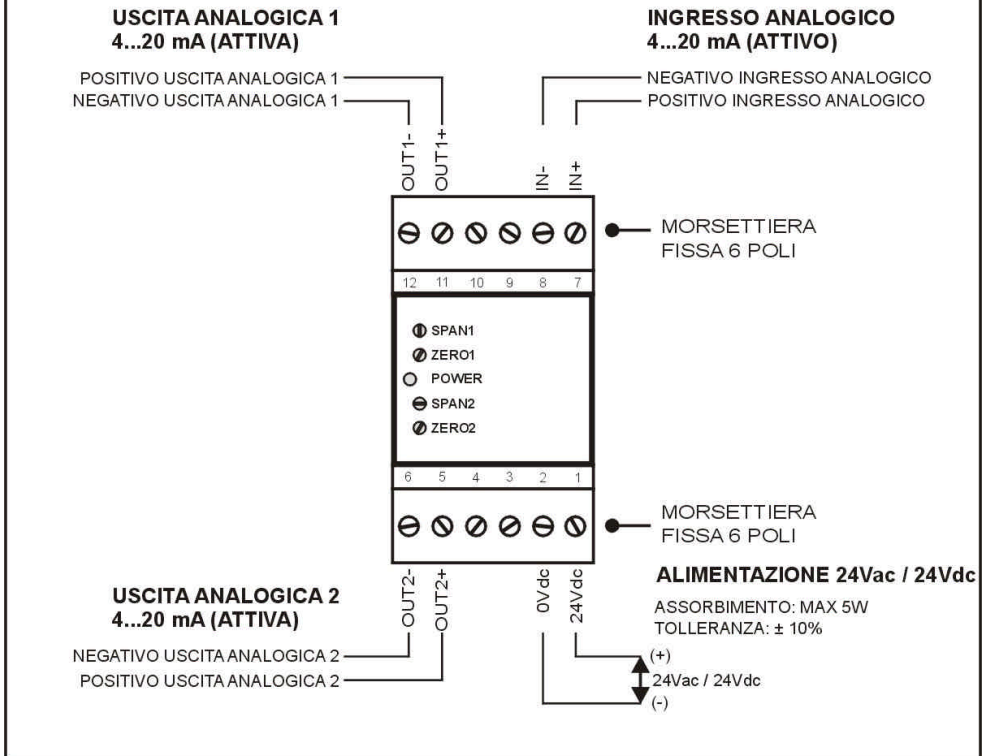 USCITA ANALOGICA 1
4...20 mA (ATTIVA)
INGRESSO ANALOGICO
4...20 mA (ATTIVO)
POSITIVO USCITA ANALOGICA 1
NEGATIVO USCITA ANALOGICA 1
NEGATIVO INGRESSO ANALOGICO
POSITIVO INGRESSO ANALOGICO
OUT1-
OUT1+
IN-
IN+
MORSETTIERA
FISSA 6 POLI
12 11 10 9 8 7
SPAN1
ZERO1
POWER
SPAN2
ZERO2
6 5 4 3 2 1
MORSETTIERA
FISSA 6 POLI
OUT2-
OUT2+
0Vdc
24Vdc
ALIMENTAZIONE 24Vac / 24Vdc
ASSORBIMENTO: MAX 5W
TOLLERANZA: ± 10%
USCITA ANALOGICA 2
4...20 mA (ATTIVA)
NEGATIVO USCITA ANALOGICA 2
POSITIVO USCITA ANALOGICA 2
(+)
24Vac / 24Vdc
(-)